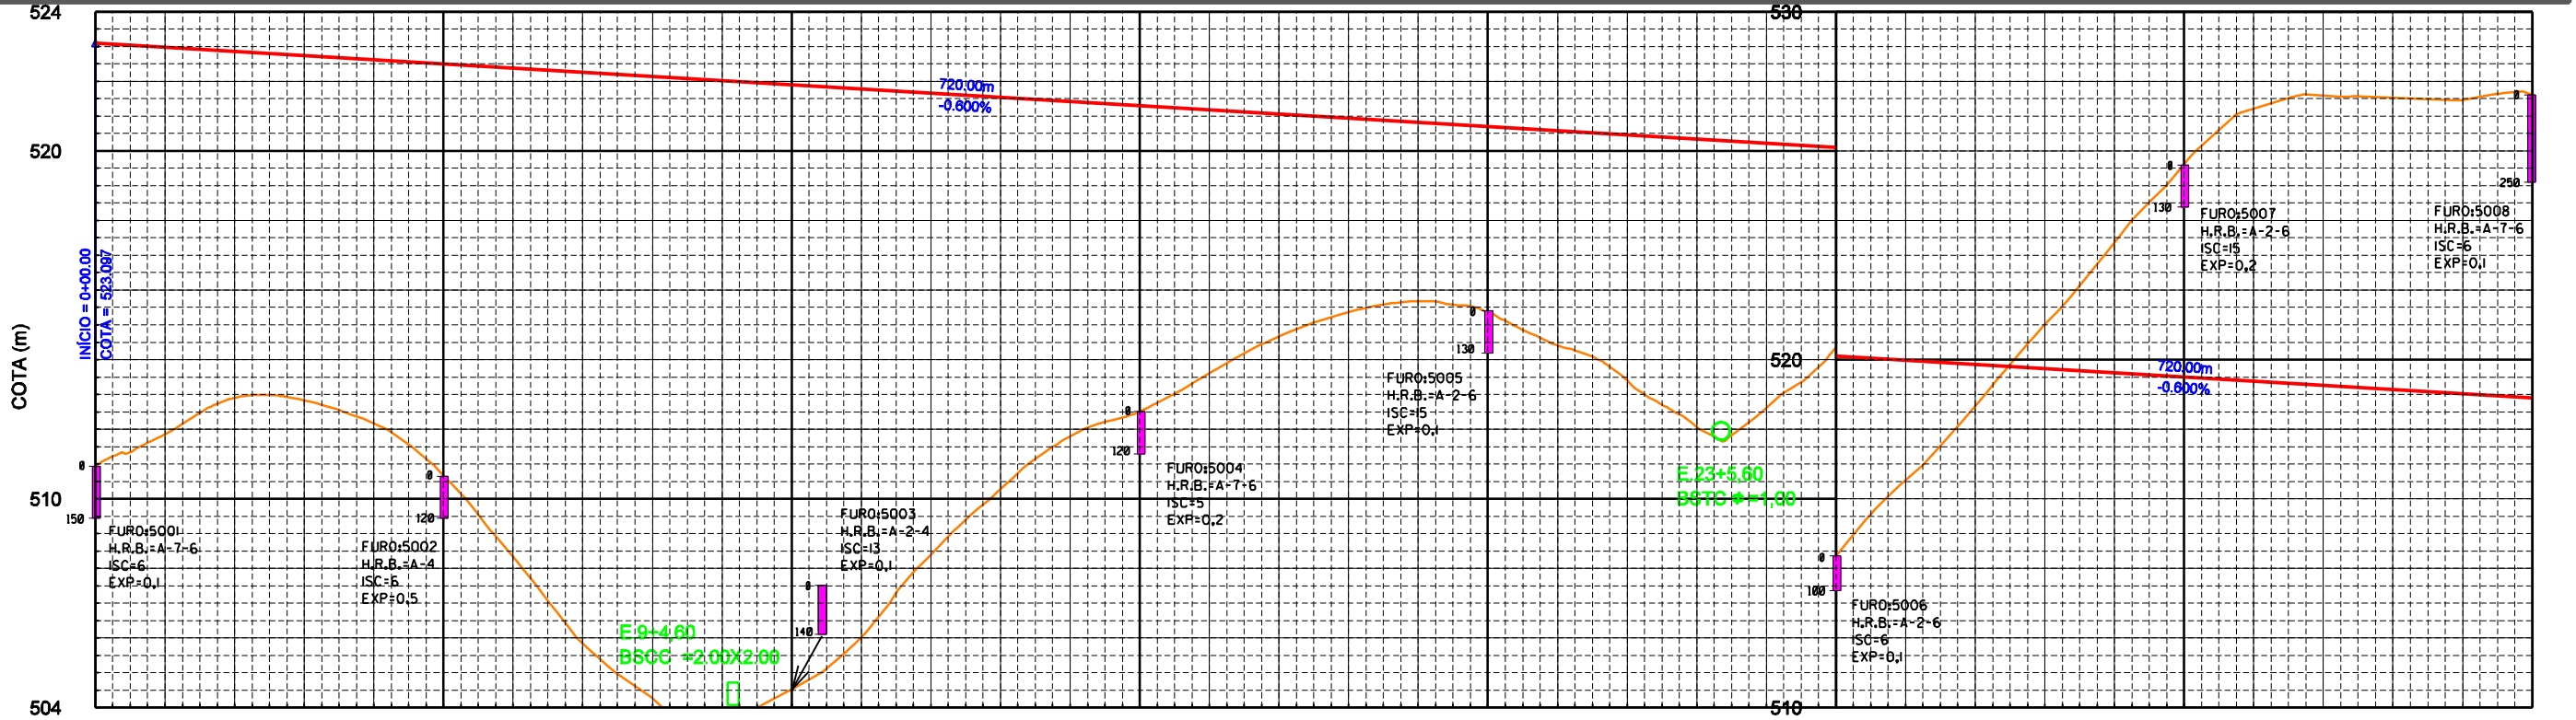 524
520
510
504
COTA (m)
INÍCIO = 0+00.00
COTA = 523.097
720.00m
-0.600%
0
150
FURO:5001
H.R.B.=A-7-6
ISC=6
EXP=0,1
0
120
FURO:5002
H.R.B.=A-4
ISC=6
EXP=0,5
E.9+4,60
BSCC =2.00X2.00
0
140
FURO:5003
H.R.B.=A-2-4
ISC=13
EXP=0,1
0
120
FURO:5004
H.R.B.=A-7-6
ISC=5
EXP=0,2
0
130
FURO:5005
H.R.B.=A-2-6
ISC=15
EXP=0,1
E.23+5,60
BSTC Φ =1,00
530
520
510
0
100
FURO:5006
H.R.B.=A-2-6
ISC=6
EXP=0,1
720.00m
-0.600%
0
130
FURO:5007
H.R.B.=A-2-6
ISC=15
EXP=0,2
0
250
FURO:5008
H.R.B.=A-7-6
ISC=6
EXP=0,1